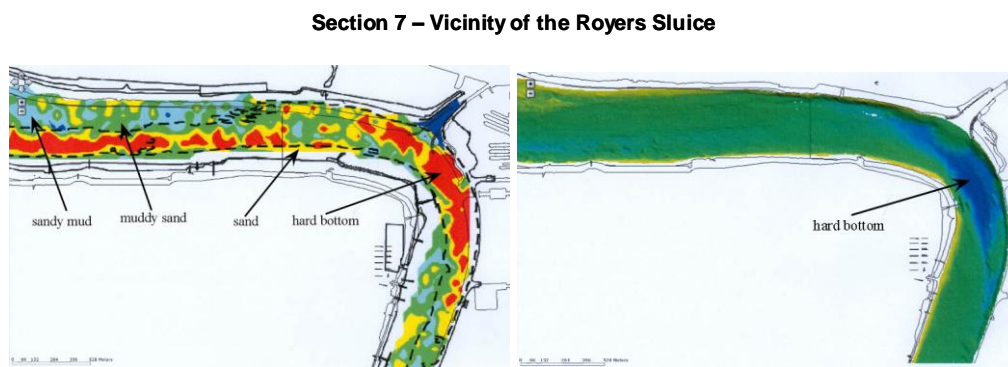 Section 7 – Vicinity of the Royers Sluice
sandy mud
muddy sand
sand
hard bottom
hard bottom